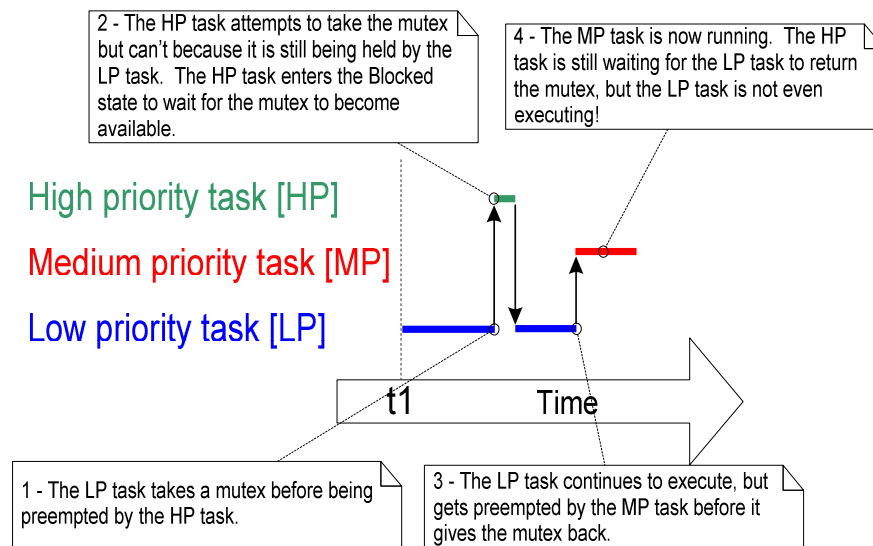 2 - The HP task attempts to take the mutex
but can't because it is still being held by the
LP task.  The HP task enters the Blocked
state to wait for the mutex to become
available.
4 - The MP task is now running.  The HP
task is still waiting for the LP task to return
the mutex, but the LP task is not even
executing!
High priority task [HP]
Medium priority task [MP]
Low priority task [LP]
t1
Time
1 - The LP task takes a mutex before being
preempted by the HP task.
3 - The LP task continues to execute, but
gets preempted by the MP task before it
gives the mutex back.